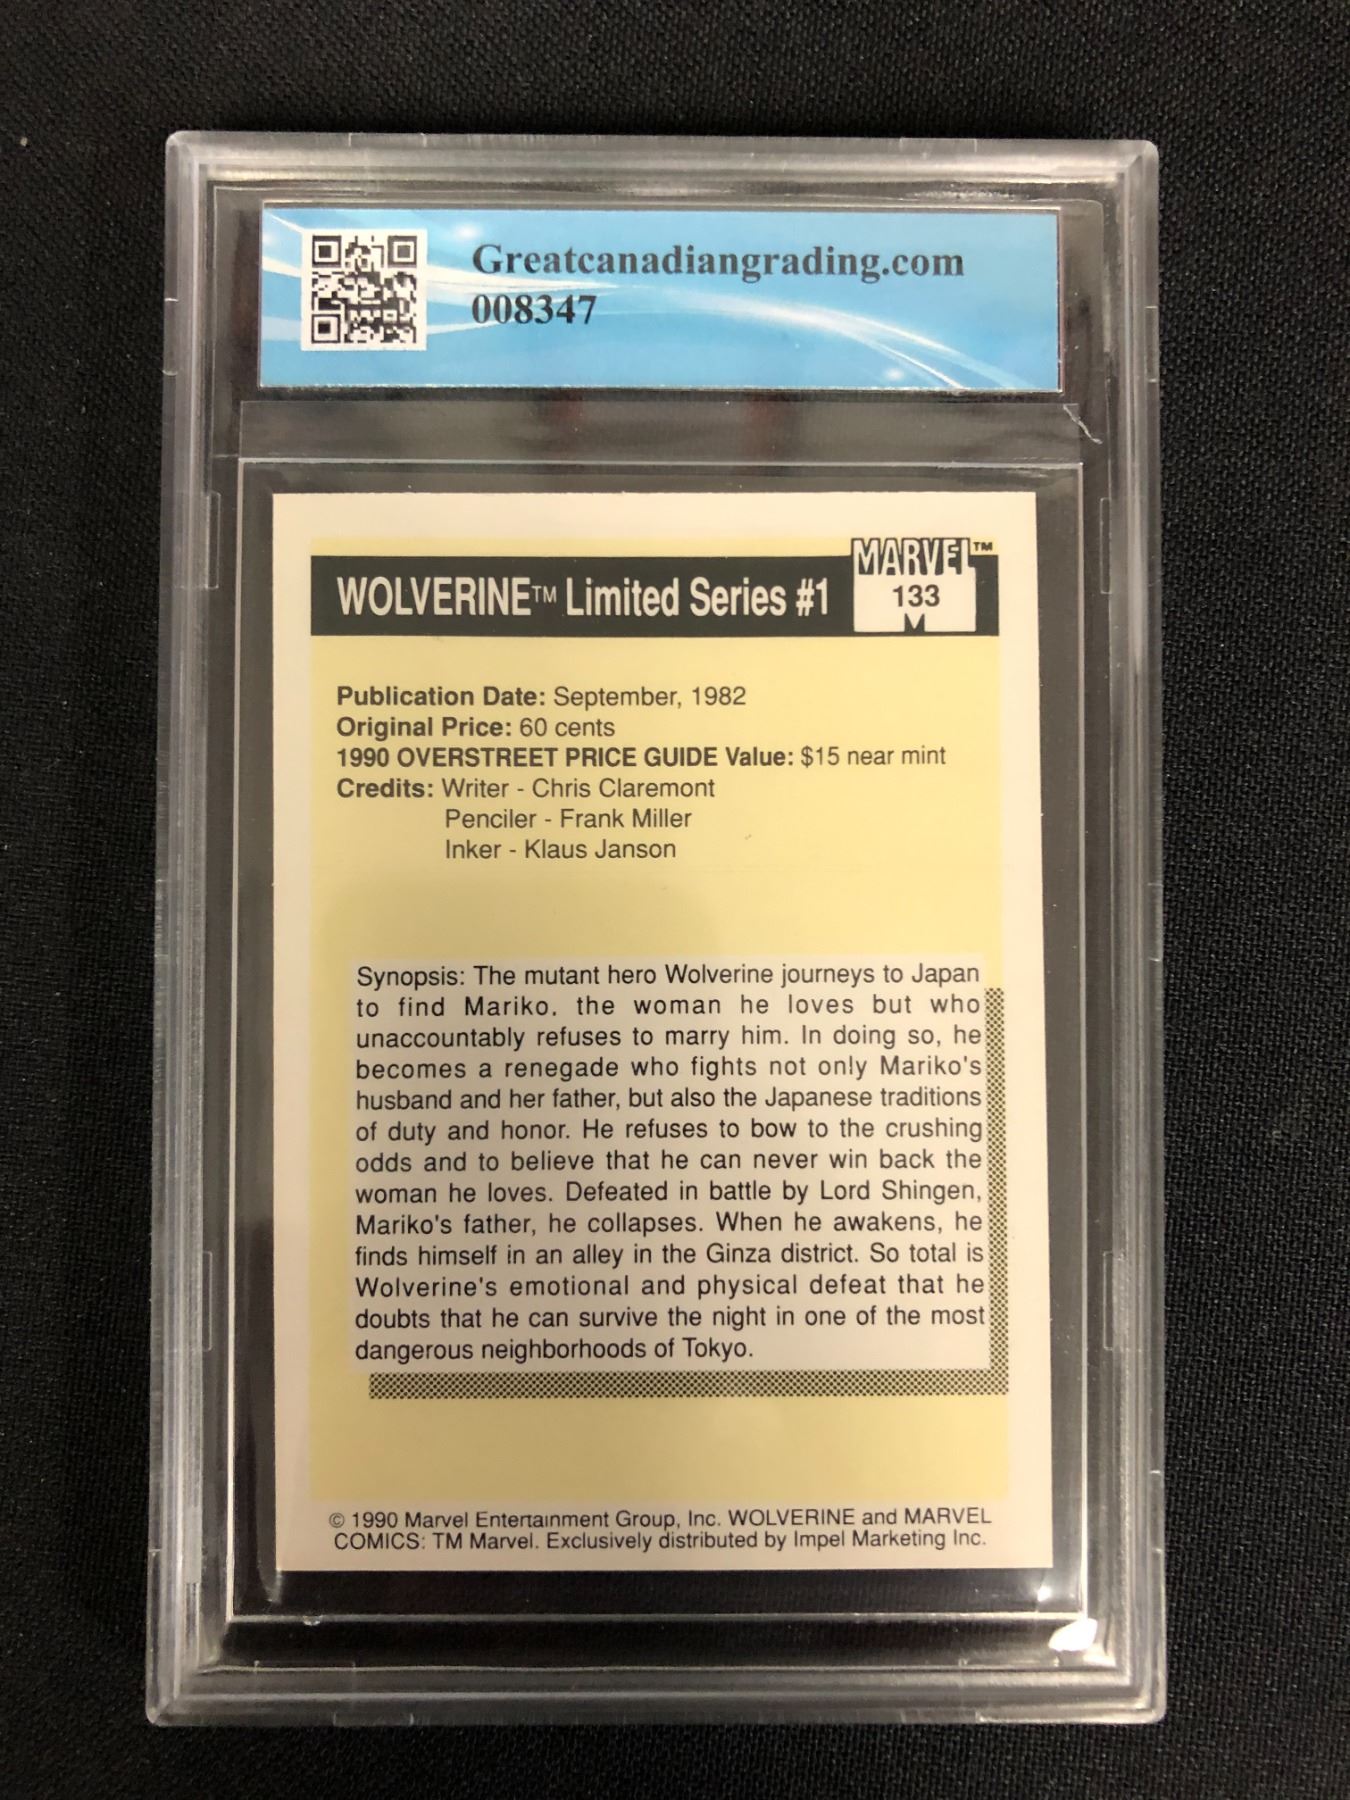 Greatcanadiangrading.com
008347
MARVEL™
WOLVERINE™ Limited Series #1
133
Publication Date: September, 1982
Original Price: 60 cents
1990 OVERSTREET PRICE GUIDE Value: $15 near mint
Credits: Writer - Chris Claremont
Penciler - Frank Miller
Inker - Klaus Janson
Synopsis: The mutant hero Wolverine journeys to Japan
to find Mariko, the woman he loves but who
unaccountably refuses to marry him. In doing so, he
becomes a renegade who fights not only Mariko's
husband and her father, but also the Japanese traditions
of duty and honor. He refuses to bow to the crushing
odds and to believe that he can never win back the
woman he loves. Defeated in battle by Lord Shingen,
Mariko's father, he collapses. When he awakens, he
finds himself in an alley in the Ginza district. So total is
Wolverine's emotional and physical defeat that he
doubts that he can survive the night in one of the most
dangerous neighborhoods of Tokyo.
© 1990 Marvel Entertainment Group, Inc. WOLVERINE and MARVEL
COMICS: TM Marvel. Exclusively distributed by Impel Marketing Inc.